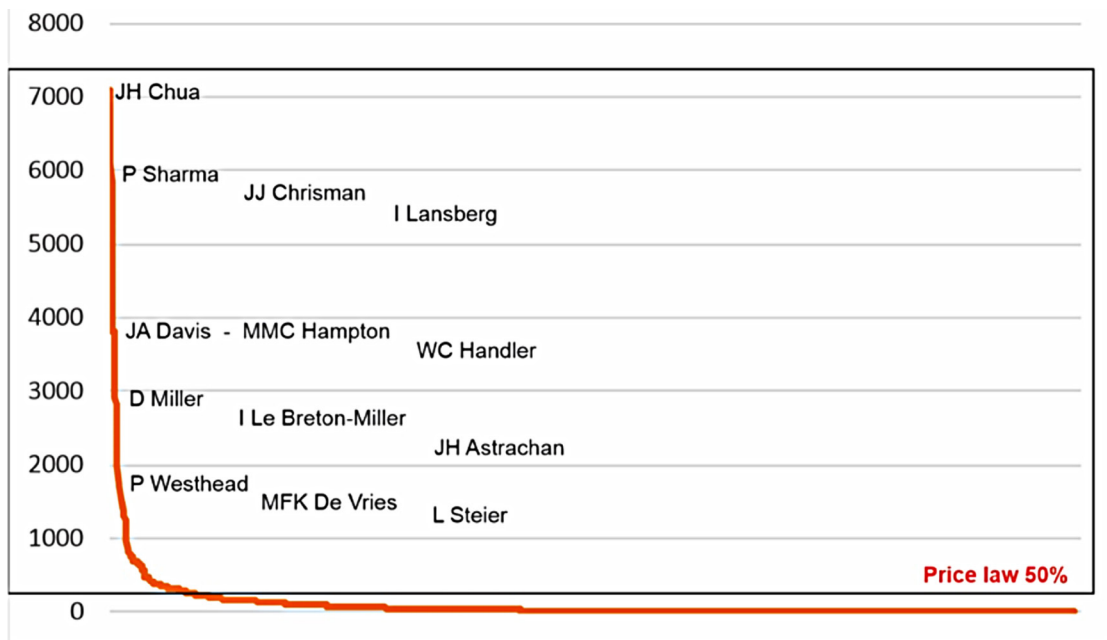 8000
7000
JH Chua
6000
P Sharma
JJ Chrisman
I Lansberg
5000
4000
JA Davis - MMC Hampton
WC Handler
3000
D Miller
I Le Breton-Miller
JH Astrachan
2000
P Westhead
MFK De Vries
L Steier
1000
Price law 50%
0